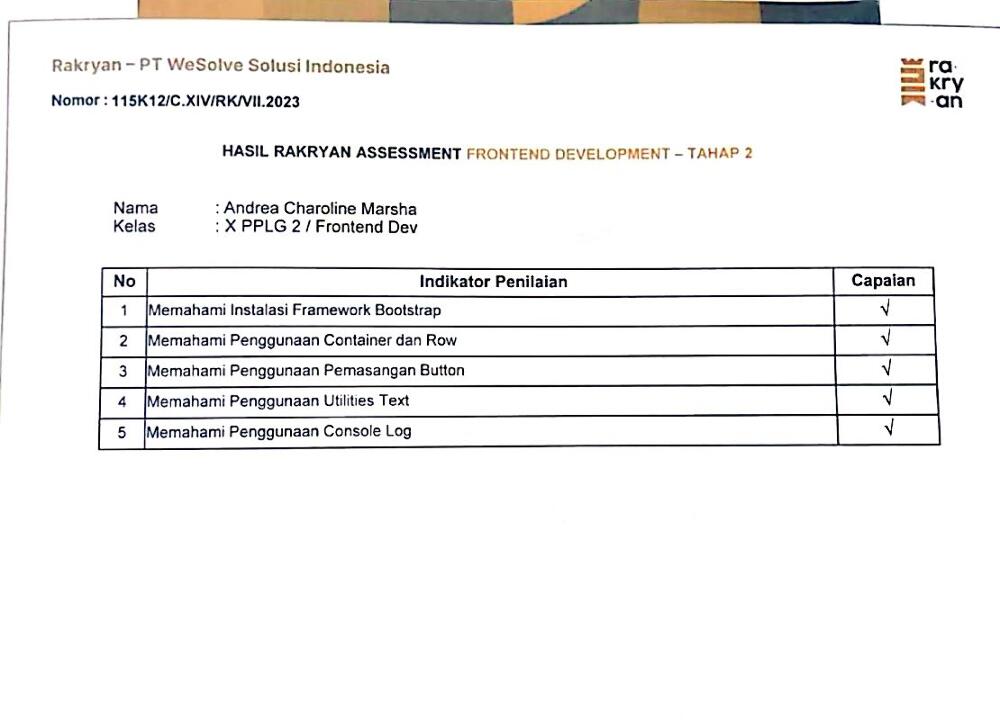 Rakryan – PT WeSolve Solusi Indonesia
Nomor : 115K12/C.XIV/RK/VII.2023
ra·
kry
·an
HASIL RAKRYAN ASSESSMENT FRONTEND DEVELOPMENT – TAHAP 2
Nama : Andrea Charoline Marsha
Kelas : X PPLG 2 / Frontend Dev
No Indikator Penilaian Capaian
1 Memahami Instalasi Framework Bootstrap √
2 Memahami Penggunaan Container dan Row √
3 Memahami Penggunaan Pemasangan Button √
4 Memahami Penggunaan Utilities Text √
5 Memahami Penggunaan Console Log √